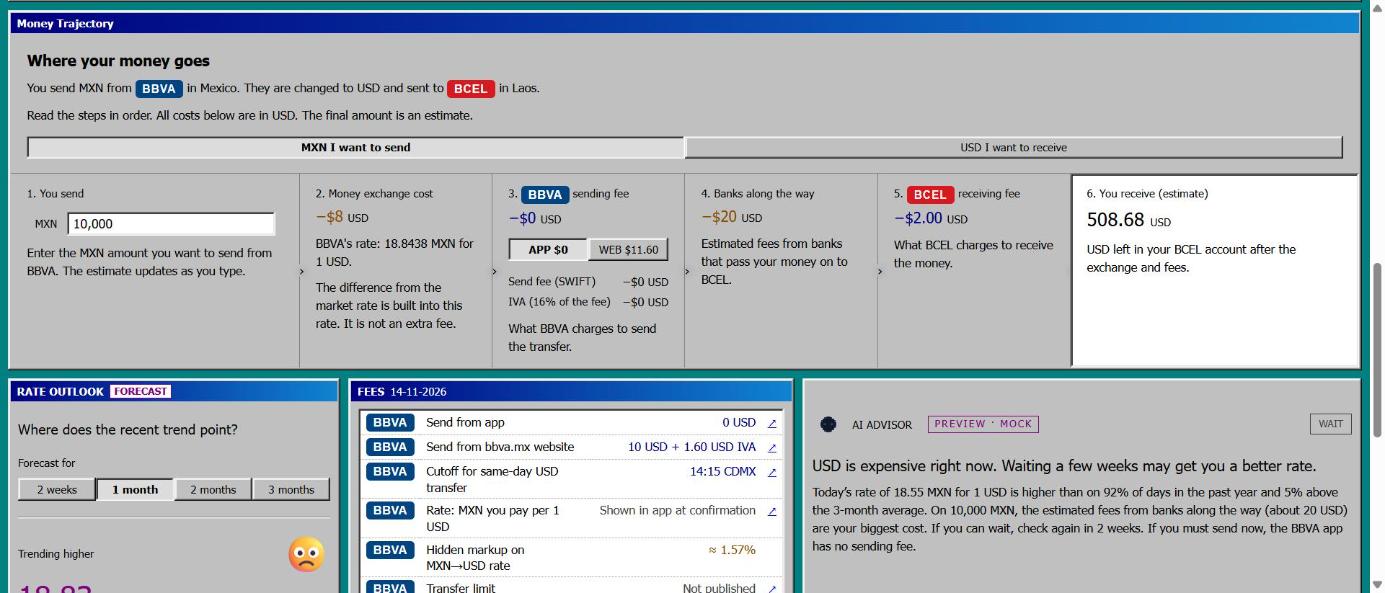 Money Trajectory
Where your money goes
You send MXN from BBVA in Mexico. They are changed to USD and sent to BCEL in Laos.
Read the steps in order. All costs below are in USD. The final amount is an estimate.
MXN I want to send
USD I want to receive
1. You send
MXN 10,000
Enter the MXN amount you want to send from
BBVA. The estimate updates as you type.
›
2. Money exchange cost
−$8 USD
BBVA's rate: 18.8438 MXN for
1 USD.
The difference from the
market rate is built into this
rate. It is not an extra fee.
›
3. BBVA sending fee
−$0 USD
APP $0 WEB $11.60
Send fee (SWIFT) −$0 USD
IVA (16% of the fee) −$0 USD
What BBVA charges to send
the transfer.
›
4. Banks along the way
−$20 USD
Estimated fees from banks
that pass your money on to
BCEL.
›
5. BCEL receiving fee
−$2.00 USD
What BCEL charges to receive
the money.
6. You receive (estimate)
508.68 USD
USD left in your BCEL account after the
exchange and fees.
RATE OUTLOOK FORECAST
Where does the recent trend point?
Forecast for
2 weeks 1 month 2 months 3 months
Trending higher
FEES 14-11-2026
BBVA Send from app 0 USD ↗
BBVA Send from bbva.mx website 10 USD + 1.60 USD IVA ↗
BBVA Cutoff for same-day USD 14:15 CDMX ↗
transfer
BBVA Rate: MXN you pay per 1 Shown in app at confirmation ↗
USD
BBVA Hidden markup on ≈ 1.57%
MXN→USD rate
BBVA Transfer limit Not published ↗
AI ADVISOR PREVIEW · MOCK WAIT
USD is expensive right now. Waiting a few weeks may get you a better rate.
Today's rate of 18.55 MXN for 1 USD is higher than on 92% of days in the past year and 5% above
the 3-month average. On 10,000 MXN, the estimated fees from banks along the way (about 20 USD)
are your biggest cost. If you can wait, check again in 2 weeks. If you must send now, the BBVA app
has no sending fee.